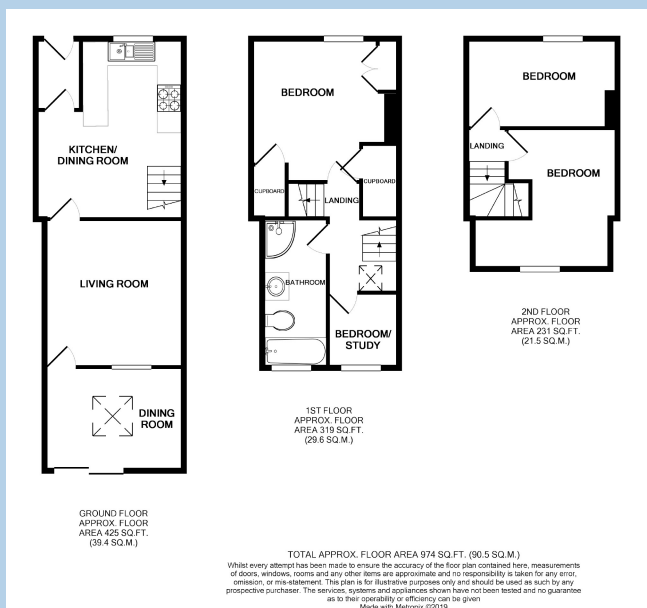 KITCHEN/
DINING ROOM
LIVING ROOM
DINING
ROOM
GROUND FLOOR
APPROX. FLOOR
AREA 425 SQ.FT.
(39.4 SQ.M.)
BEDROOM
CUPBOARD
CUPBOARD
LANDING
BATHROOM
BEDROOM/
STUDY
1ST FLOOR
APPROX. FLOOR
AREA 319 SQ.FT.
(29.6 SQ.M.)
BEDROOM
LANDING
BEDROOM
2ND FLOOR
APPROX. FLOOR
AREA 231 SQ.FT.
(21.5 SQ.M.)
TOTAL APPROX. FLOOR AREA 974 SQ.FT. (90.5 SQ.M.)
Whilst every attempt has been made to ensure the accuracy of the floor plan contained here, measurements
of doors, windows, rooms and any other items are approximate and no responsibility is taken for any error,
omission, or mis-statement. This plan is for illustrative purposes only and should be used as such by any
prospective purchaser. The services, systems and appliances shown have not been tested and no guarantee
as to their operability or efficiency can be given
Made with Metropix ©2019